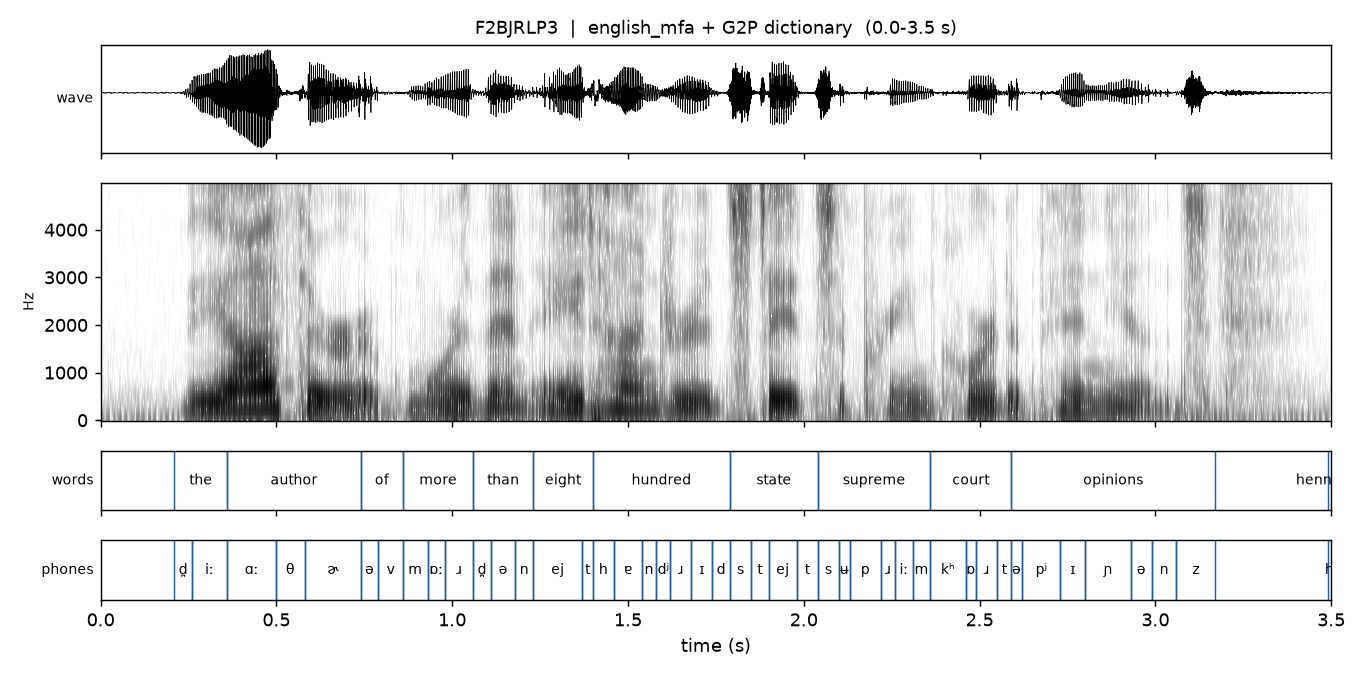 F2BJRLP3 | english_mfa + G2P dictionary (0.0-3.5 s)
wave
4000
3000
2000
1000
0
Hz
words the author of more than eight hundred state supreme court opinions henn
phones d̪ iː ɑː θ ɚ ə v m ɒː ɹ d̪ ə n ej t h ɐ n dʲ ɹ ɪ d s t ej t s ʉ p ɹ iː m kʰ ɒ ɹ t ə pʲ ɪ ɲ ə n z h
0.0 0.5 1.0 1.5 2.0 2.5 3.0 3.5
time (s)